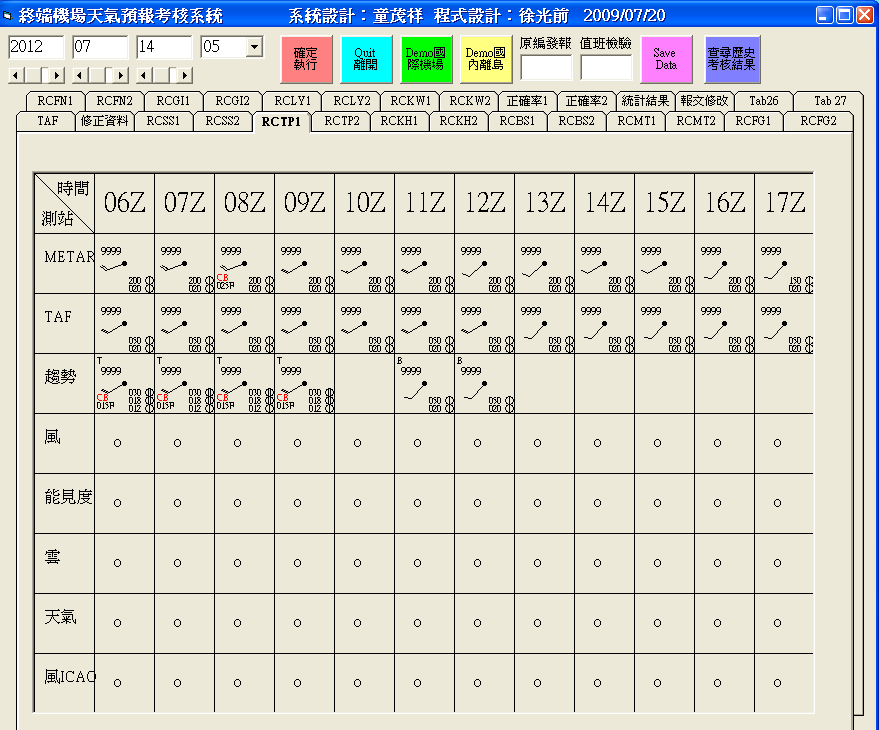 終端機場天氣預報考核系統 系統設計：童茂祥 程式設計：徐光前 2009/07/20
2012 07 14 05
確定執行 Quit離開 Demo國際機場 Demo國內離島 原編發報 值班檢驗 Save Data 查尋歷史考核結果
RCFN1 RCFN2 RCGI1 RCGI2 RCLY1 RCLY2 RCKW1 RCKW2 正確率1 正確率2 統計結果 報文修改 Tab26 Tab 27
TAF 修正資料 RCSS1 RCSS2 RCTP1 RCTP2 RCKH1 RCKH2 RCBS1 RCBS2 RCMT1 RCMT2 RCFG1 RCFG2
時間
測站 06Z 07Z 08Z 09Z 10Z 11Z 12Z 13Z 14Z 15Z 16Z 17Z
9999 9999 9999 9999 9999 9999 9999 9999 9999 9999 9999 9999
METAR
CB
200 200 025F 200 200 200 200 200 200 200 200 200 150
020 020 020 020 020 020 020 020 020 020 020 020
9999 9999 9999 9999 9999 9999 9999 9999 9999 9999 9999 9999
TAF
050 050 050 050 050 050 050 050 050 050 050 050
020 020 020 020 020 020 020 020 020 020 020 020
T T T T B B
9999 9999 9999 9999 9999 9999
趨勢
CB 030 CB 030 CB 030 CB 030
015F 018 015F 018 015F 018 015F 018 050 050
012 012 012 012 020 020
風
能見度
雲
天氣
風ICAO